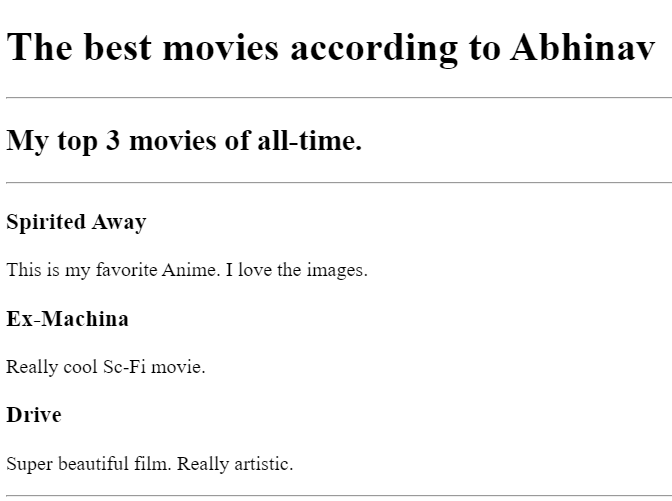 The best movies according to Abhinav
My top 3 movies of all-time.
Spirited Away
This is my favorite Anime. I love the images.
Ex-Machina
Really cool Sc-Fi movie.
Drive
Super beautiful film. Really artistic.